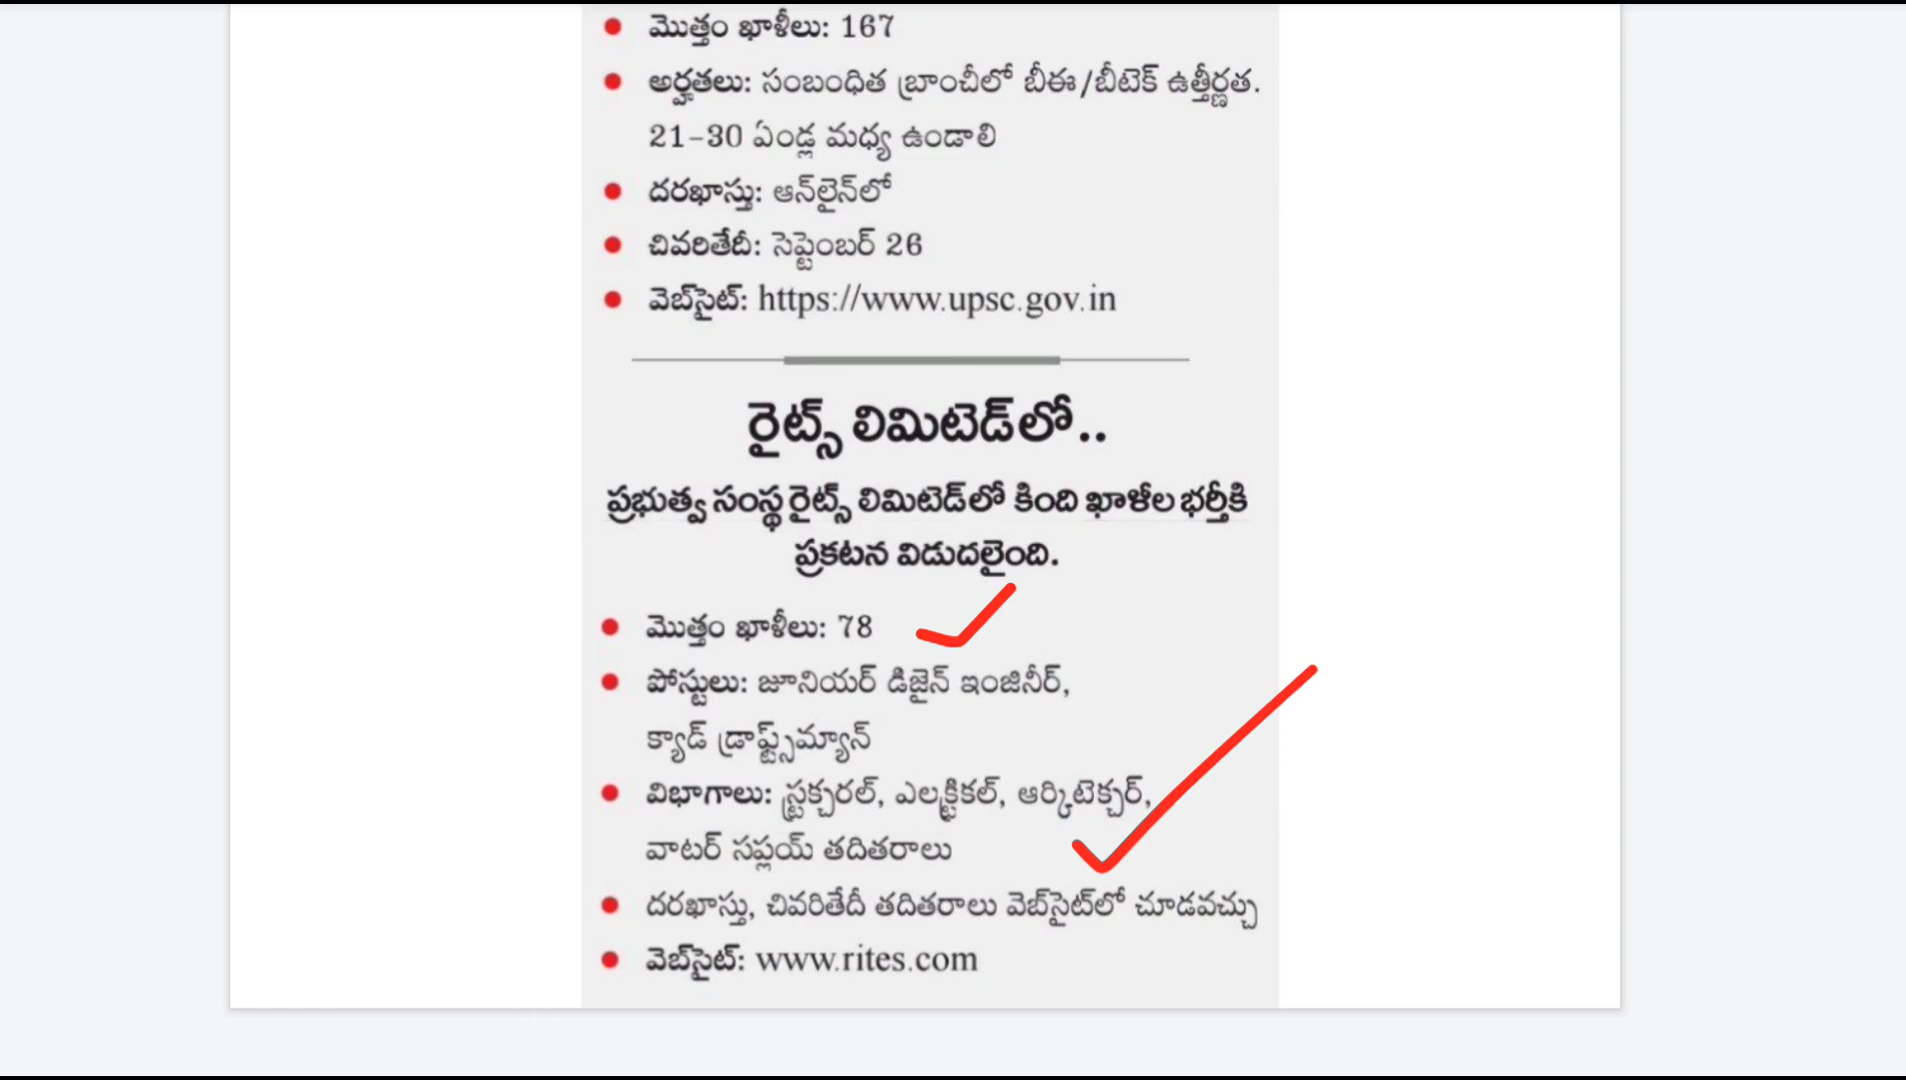 మొత్తం ఖాళీలు: 167
అర్హతలు: సంబంధిత బ్రాంచీలో బీఈ/బీటెక్ ఉత్తీర్ణత.
21-30 ఏండ్ల మధ్య ఉండాలి
దరఖాస్తు: ఆన్‌లైన్‌లో
చివరితేదీ: సెప్టెంబర్ 26
వెబ్‌సైట్: https://www.upsc.gov.in
రైట్స్ లిమిటెడ్‌లో..
ప్రభుత్వ సంస్థ రైట్స్ లిమిటెడ్‌లో కింది ఖాళీల భర్తీకి
ప్రకటన విడుదలైంది.
మొత్తం ఖాళీలు: 78
పోస్టులు: జూనియర్ డిజైన్ ఇంజినీర్,
క్యాడ్ డ్రాఫ్ట్స్‌మ్యాన్
విభాగాలు: స్ట్రక్చరల్, ఎలక్ట్రికల్, ఆర్కిటెక్చర్,
వాటర్ సప్లయ్ తదితరాలు
దరఖాస్తు, చివరితేదీ తదితరాలు వెబ్‌సైట్‌లో చూడవచ్చు
వెబ్‌సైట్: www.rites.com